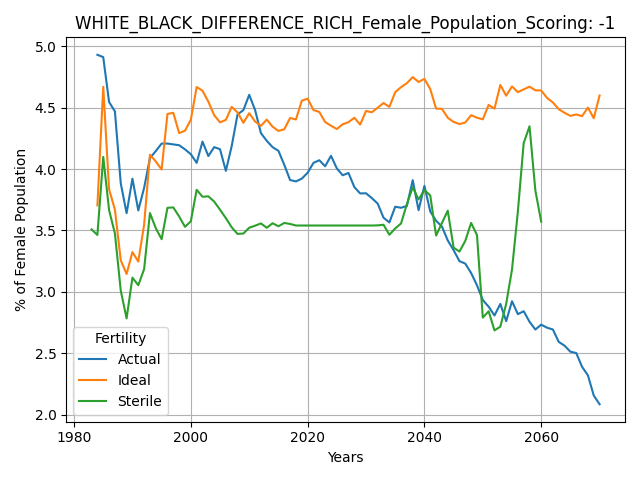 WHITE_BLACK_DIFFERENCE_RICH_Female_Population_Scoring: -1
5.0
4.5
4.0
3.5
3.0
2.5
2.0
% of Female Population
Fertility
Actual
Ideal
Sterile
1980
2000
2020
2040
2060
Years